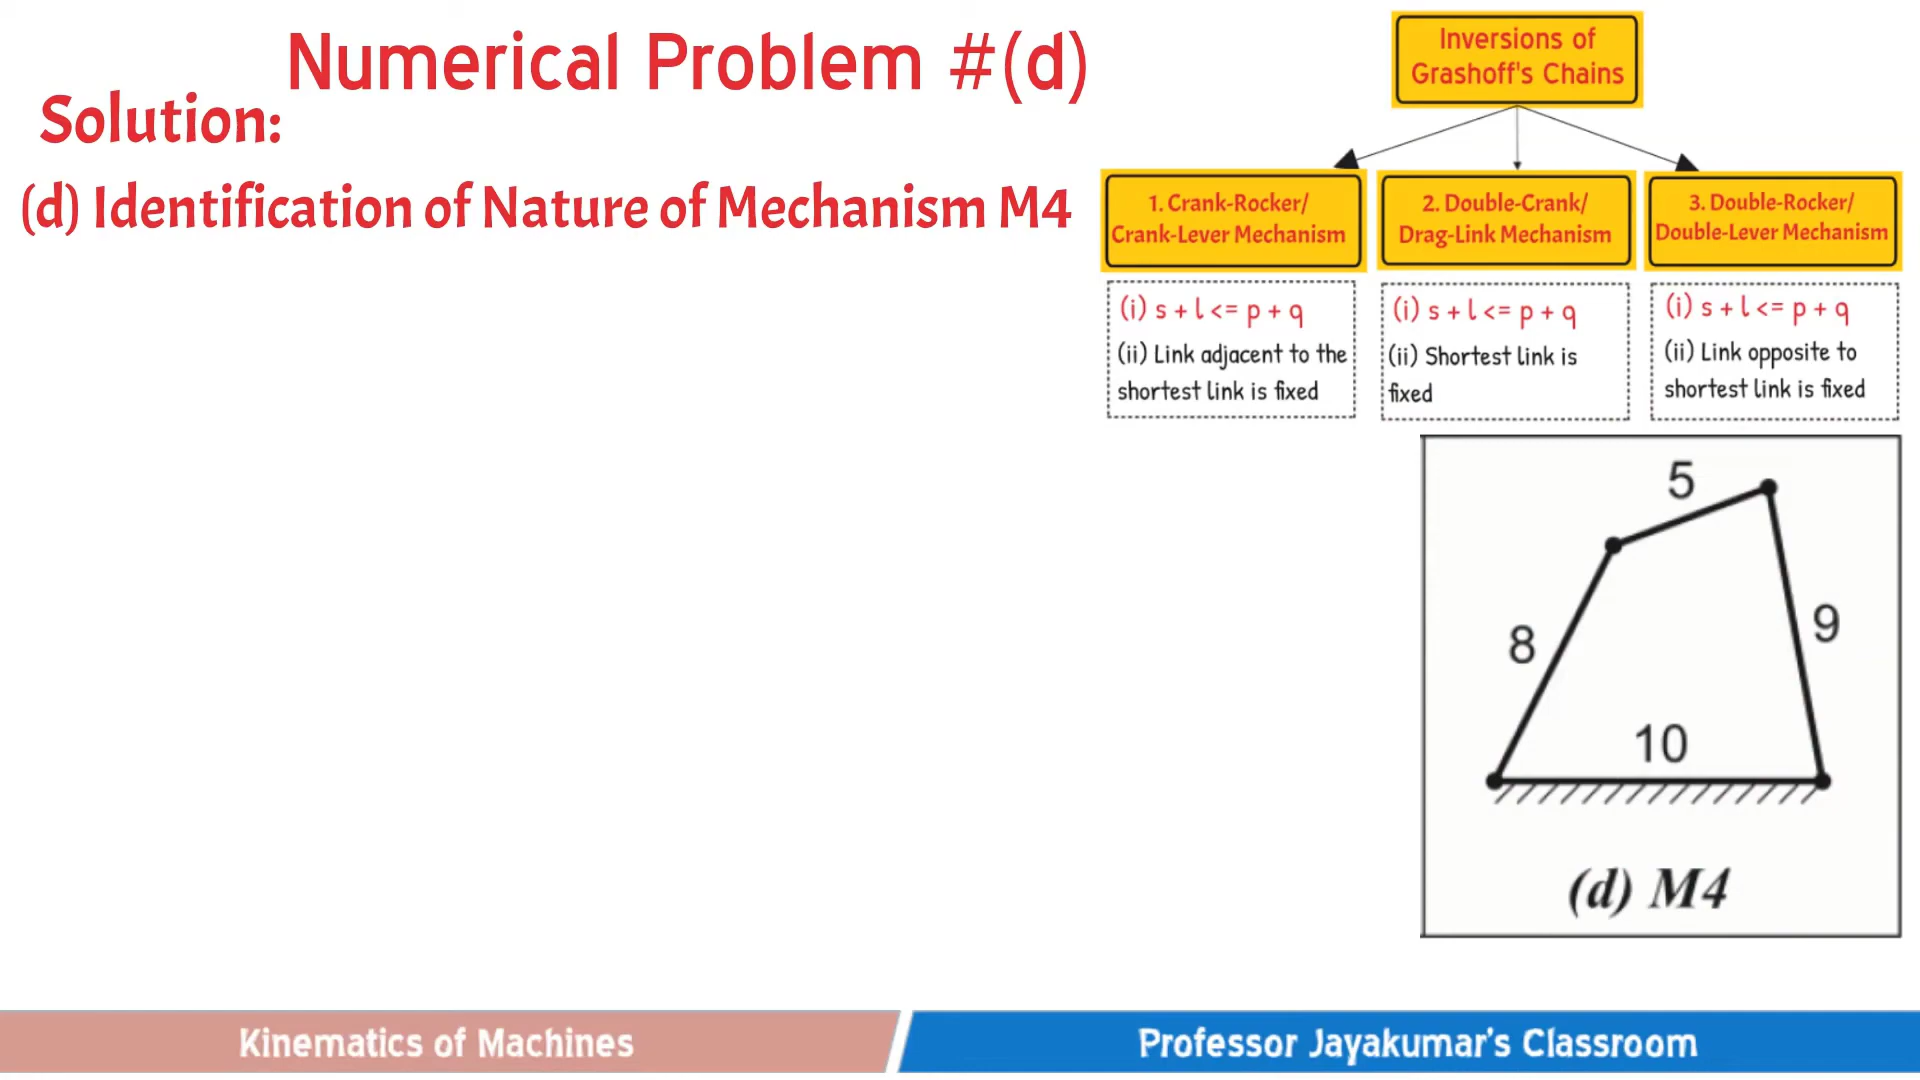 Numerical Problem #(d)
Solution:
(d) Identification of Nature of Mechanism M4
Inversions of
Grashoff's Chains
1. Crank-Rocker/
Crank-Lever Mechanism
(i) s + l <= p + q
(ii) Link adjacent to the
shortest link is fixed
2. Double-Crank/
Drag-Link Mechanism
(i) s + l <= p + q
(ii) Shortest link is
fixed
3. Double-Rocker/
Double-Lever Mechanism
(i) s + l <= p + q
(ii) Link opposite to
shortest link is fixed
5
8
9
10
(d) M4
Kinematics of Machines
Professor Jayakumar's Classroom